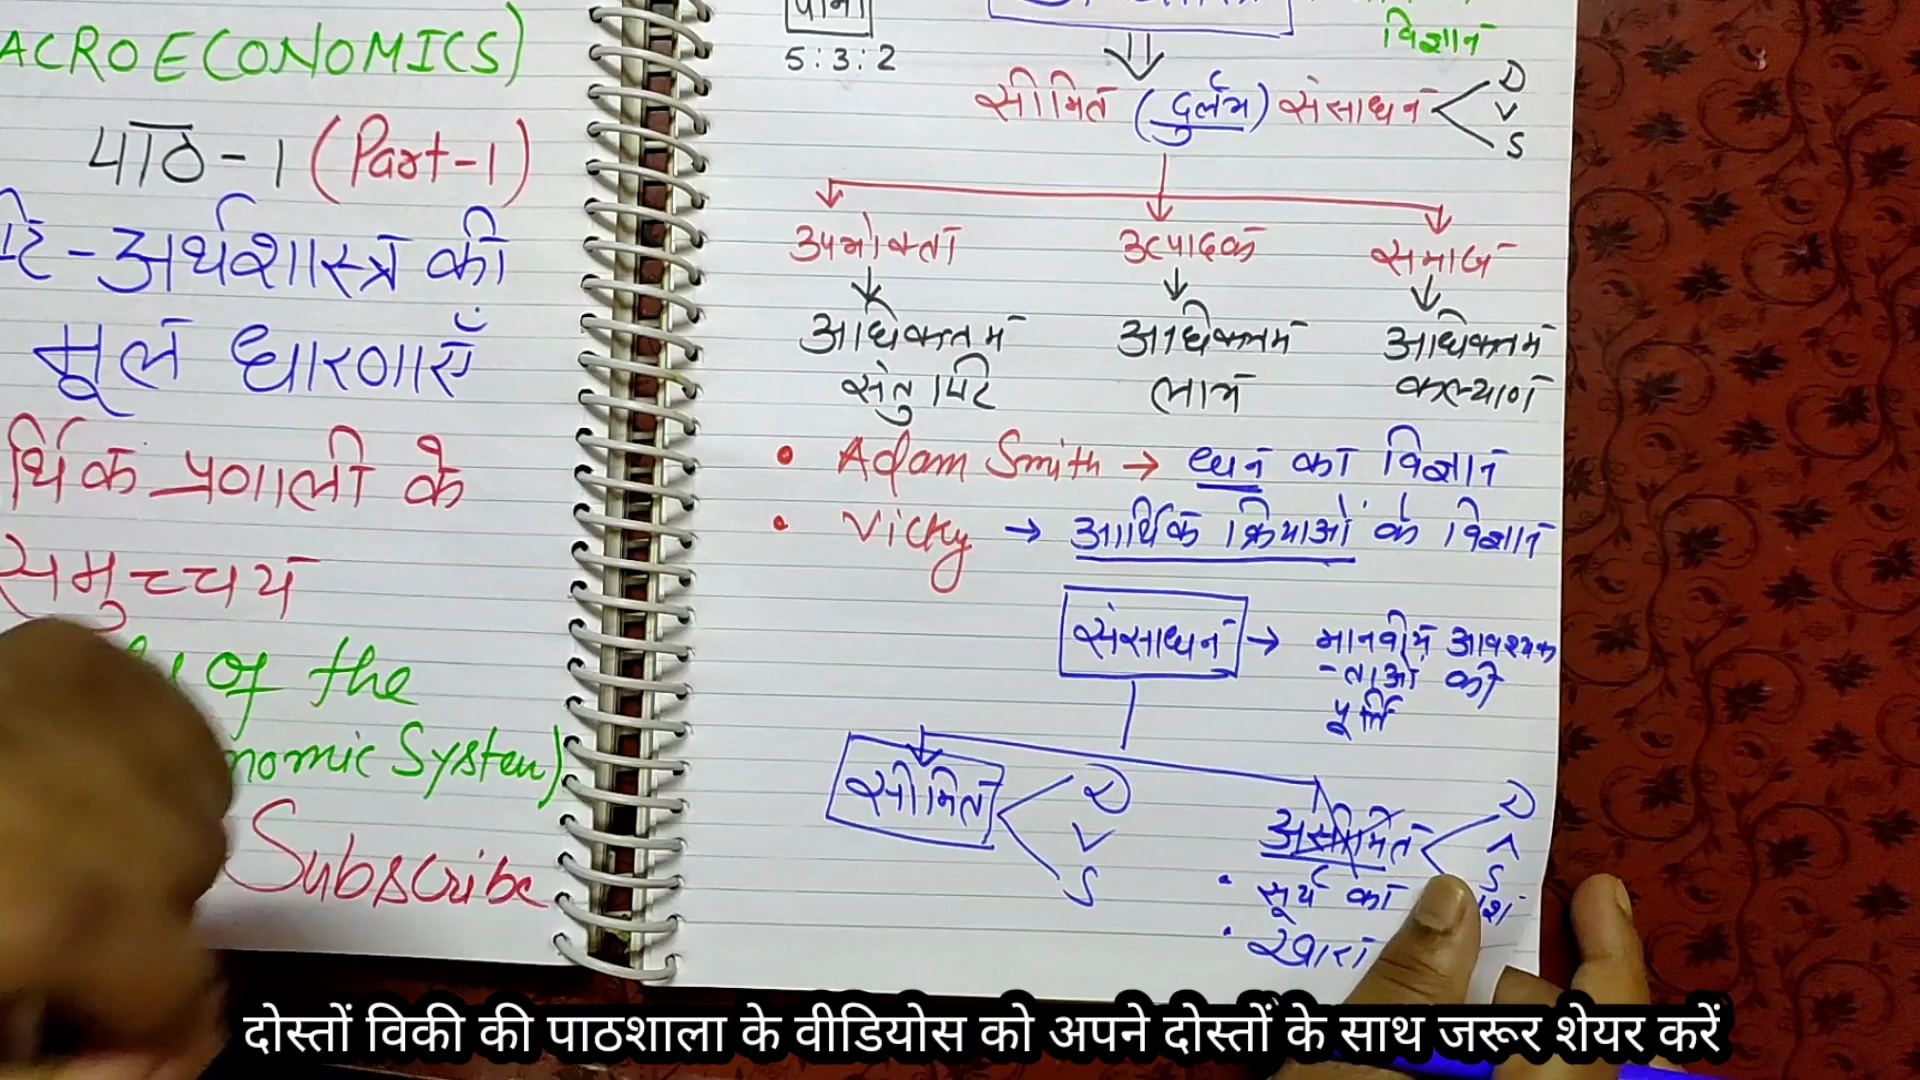 ACROECONOMICS)
पाठ-1 (Part-1)
टि-अर्थशास्त्र की
मूल धारणाएँ
र्थिक प्रणाली के
समुच्चय
of the
nomic System)
Subscribe
5:3:2
विज्ञान
सीमित (दुर्लभ) संसाधन
D
V
S
उपभोक्ता उत्पादक समाज
अधिकतम अधिकतम अधिकतम
संतुष्टि लाभ कल्याण
• Adam Smith → धन का विज्ञान
• Vicky → आर्थिक क्रियाओं के विज्ञान
संसाधन → मानवीय आवश्यक
-ताओं की
पूर्ति
सीमित
D
V
S
असीमित
D
^
S
• सूर्य का
• खारा
दोस्तों विकी की पाठशाला के वीडियोस को अपने दोस्तों के साथ जरूर शेयर करें